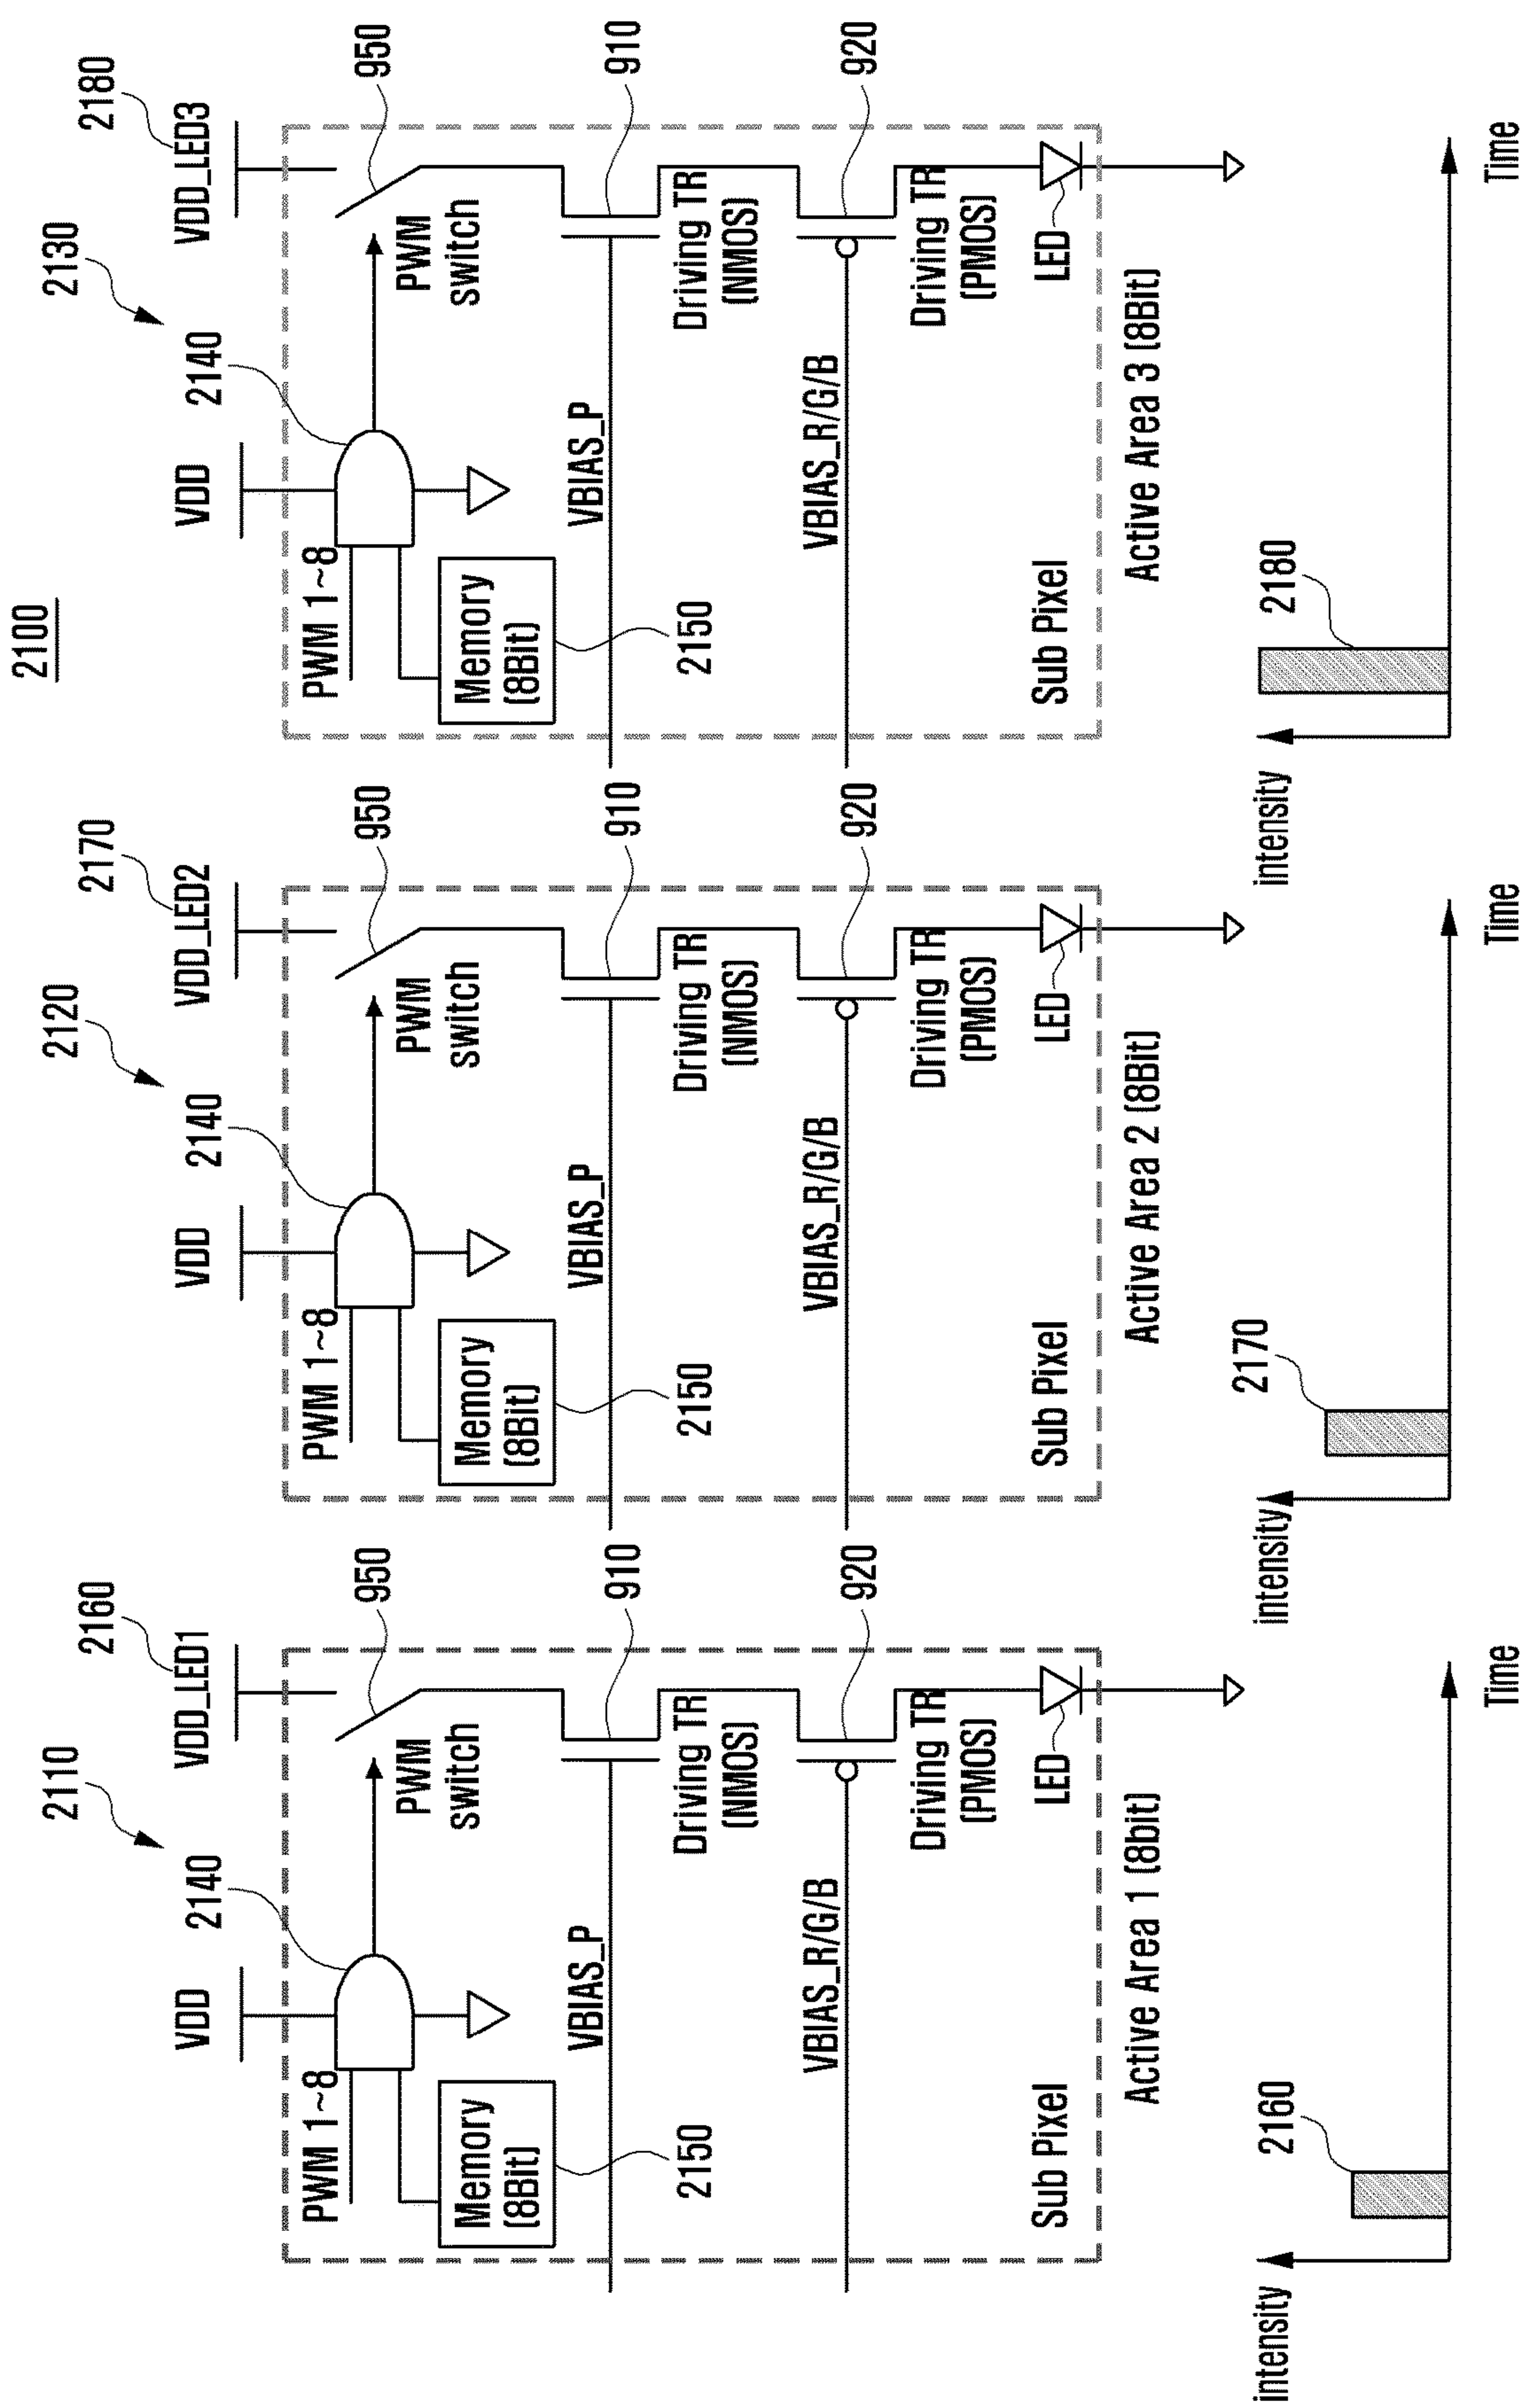 2100
2110
2160
VDD
2140
VDD_LED1
950
PWM 1~8
PWM
switch
Memory
(8Bit)
2150
VBIAS_P
910
Driving TR
(NMOS)
VBIAS_R/G/B
920
Driving TR
(PMOS)
Sub Pixel
LED
Active Area 1 (8bit)
intensity
2160
Time
2120
2170
VDD
2140
VDD_LED2
950
PWM 1~8
PWM
switch
Memory
(8Bit)
2150
VBIAS_P
910
Driving TR
(NMOS)
VBIAS_R/G/B
920
Driving TR
(PMOS)
Sub Pixel
LED
Active Area 2 (8Bit)
intensity
2170
Time
2130
2180
VDD
2140
VDD_LED3
950
PWM 1~8
PWM
switch
Memory
(8Bit)
2150
VBIAS_P
910
Driving TR
(NMOS)
VBIAS_R/G/B
920
Driving TR
(PMOS)
Sub Pixel
LED
Active Area 3 (8Bit)
intensity
2180
Time